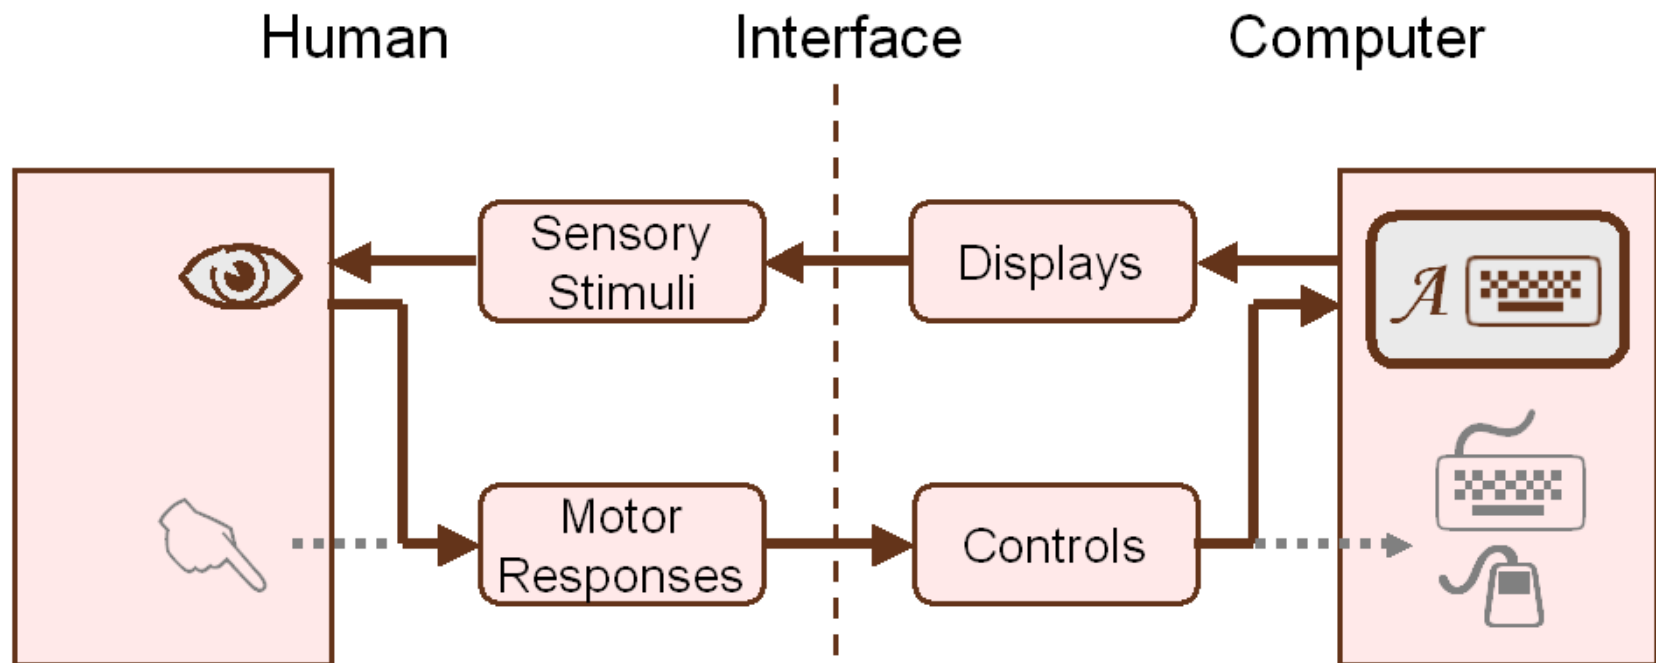 Human Interface Computer
Sensory
Stimuli
Displays
A
Motor
Responses
Controls